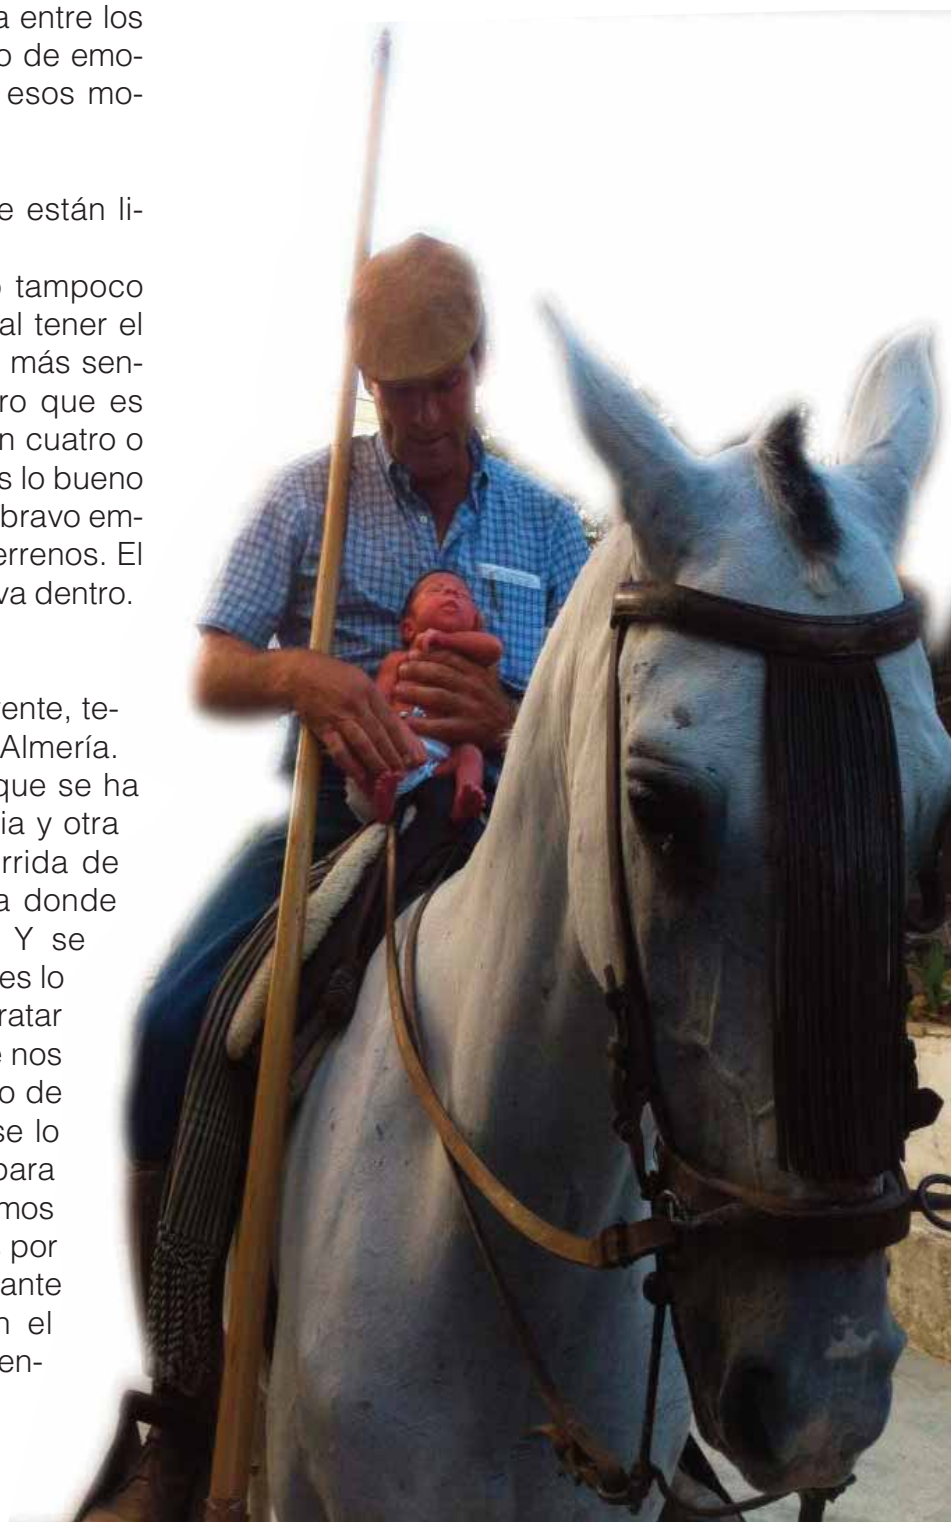 a entre los
o de emo-
esos mo-
e están li-
o tampoco
al tener el
más sen-
ro que es
n cuatro o
s lo bueno
bravo em-
errenos. El
va dentro.
ente, te-
Almería.
que se ha
ia y otra
rrida de
a donde
Y se
es lo
ratar
e nos
o de
se lo
para
mos
por
ante
n el
en-